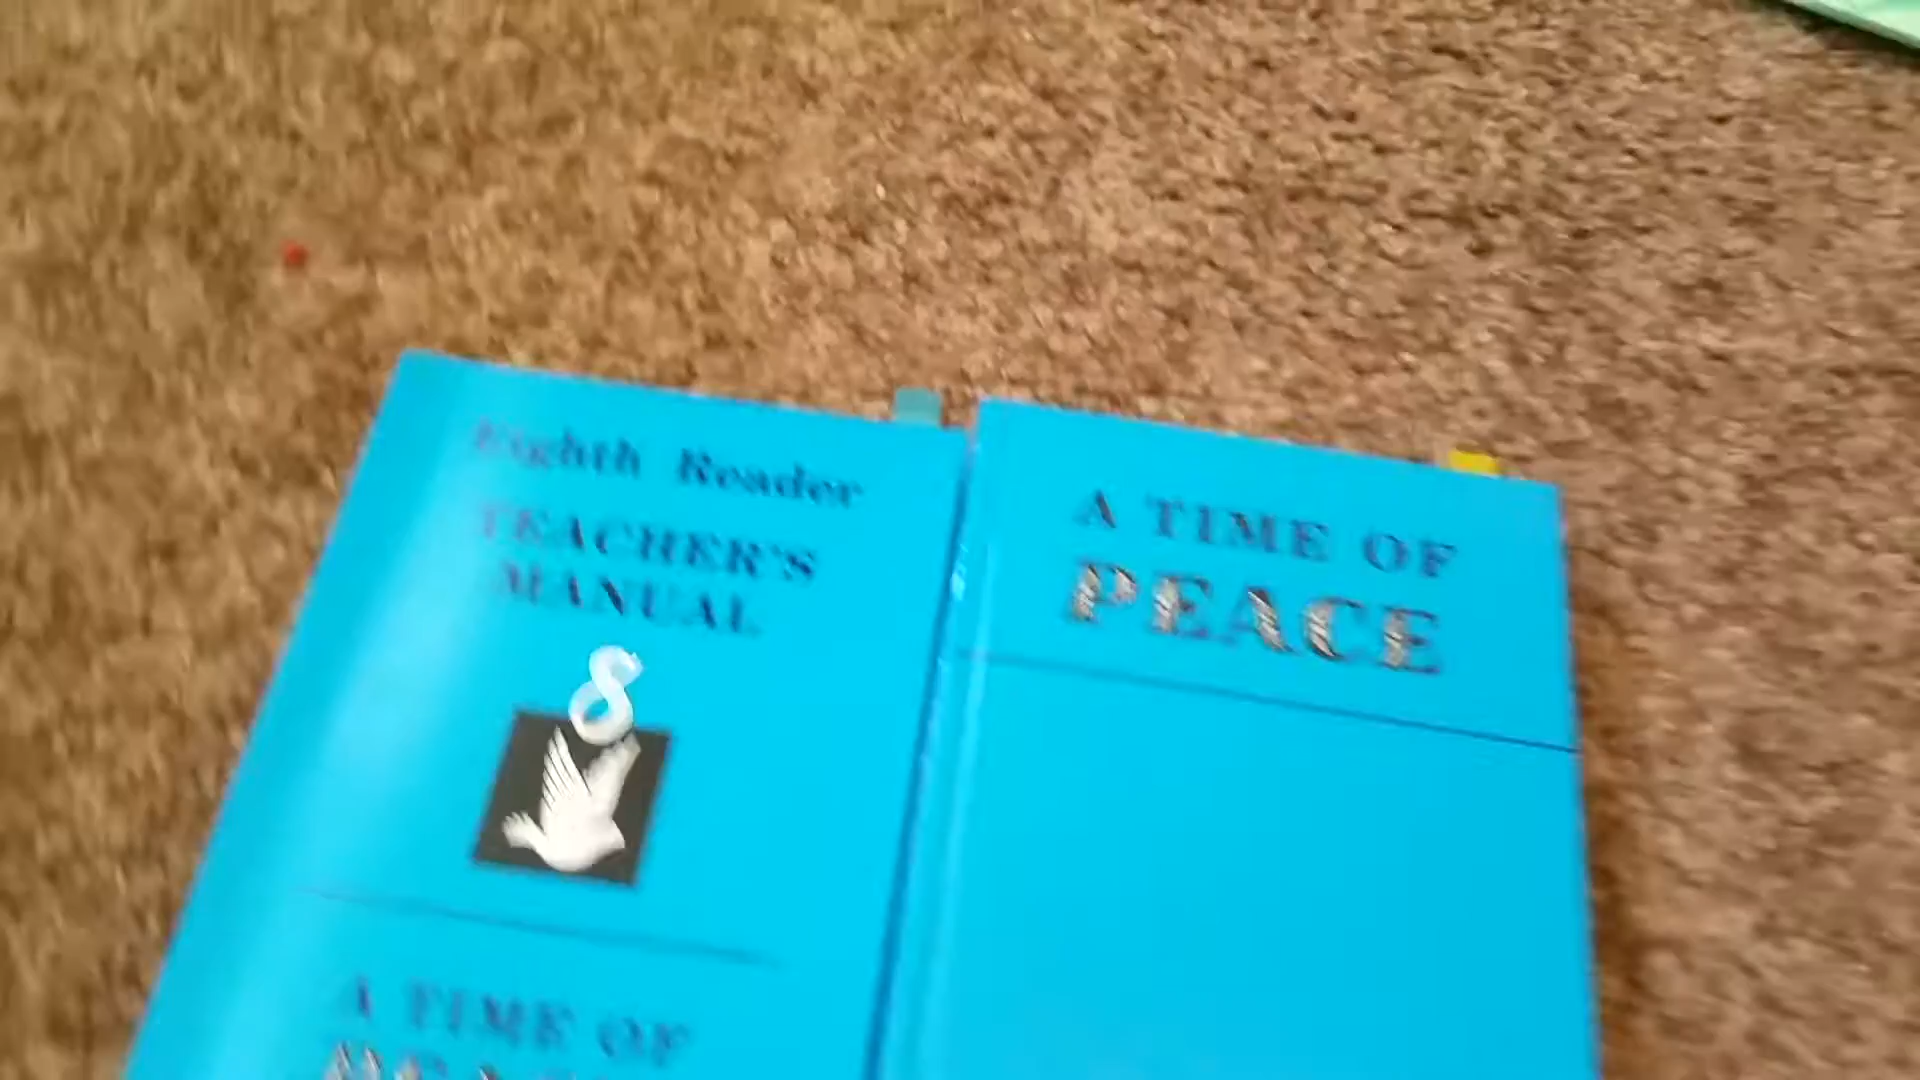 Eighth Reader
TEACHER'S
MANUAL
8
A TIME OF
A TIME OF
PEACE